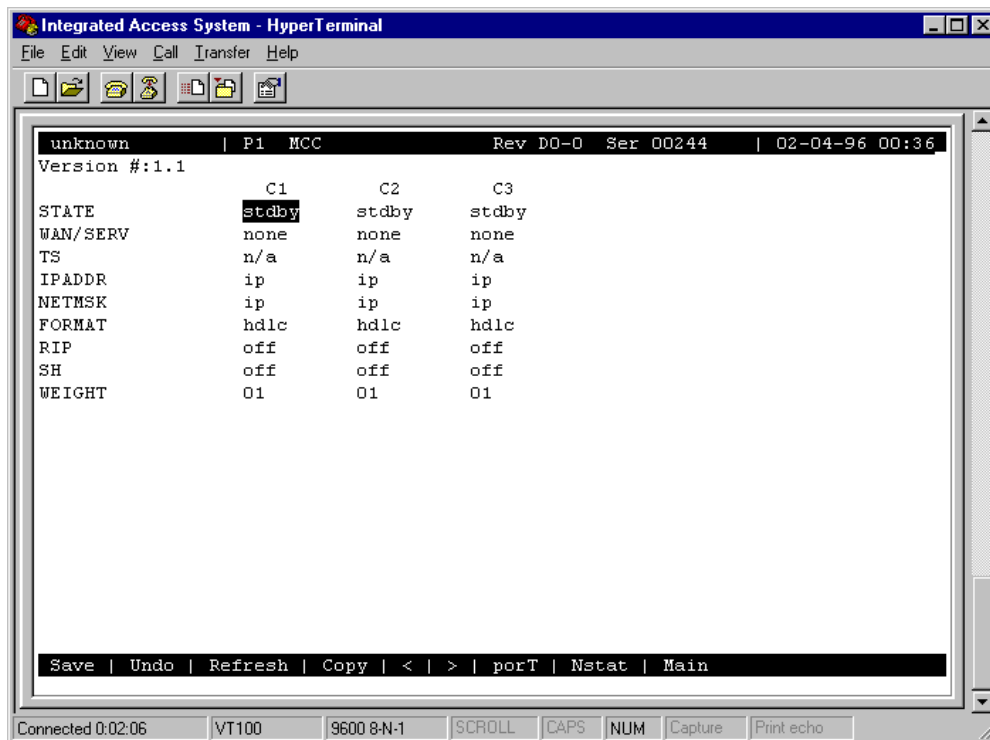 Integrated Access System - HyperTerminal
File Edit View Call Transfer Help
unknown | P1 MCC Rev D0-0 Ser 00244 | 02-04-96 00:36
Version #:1.1
C1 C2 C3
STATE stdby stdby stdby
WAN/SERV none none none
TS n/a n/a n/a
IPADDR ip ip ip
NETMSK ip ip ip
FORMAT hdlc hdlc hdlc
RIP off off off
SH off off off
WEIGHT 01 01 01
Save | Undo | Refresh | Copy | < | > | porT | Nstat | Main
Connected 0:02:06 VT100 9600 8-N-1 SCROLL CAPS NUM Capture Print echo